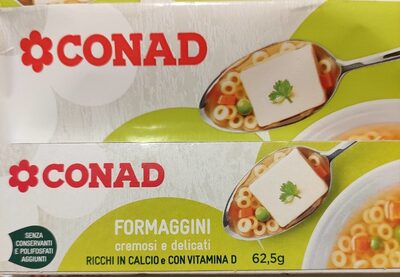 CONAD
CONAD
FORMAGGINI
cremosi e delicati
RICCHI IN CALCIO e CON VITAMINA D 62,5g
SENZA
CONSERVANTI
E POLIFOSFATI
AGGIUNTI